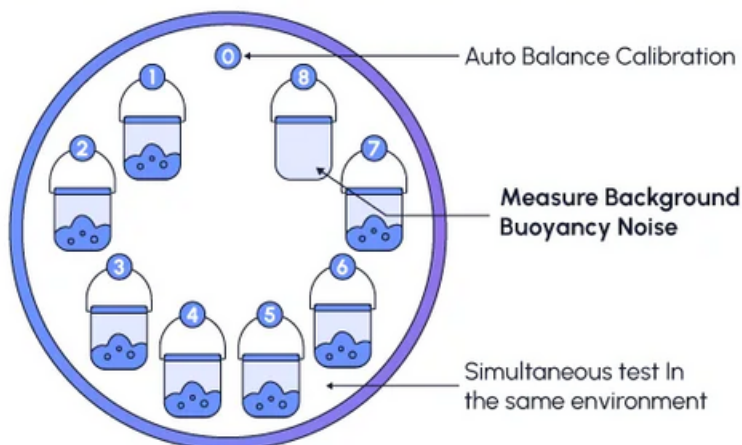 0
Auto Balance Calibration
1
8
2
7
Measure Background
Buoyancy Noise
3
6
4
5
Simultaneous test In
the same environment